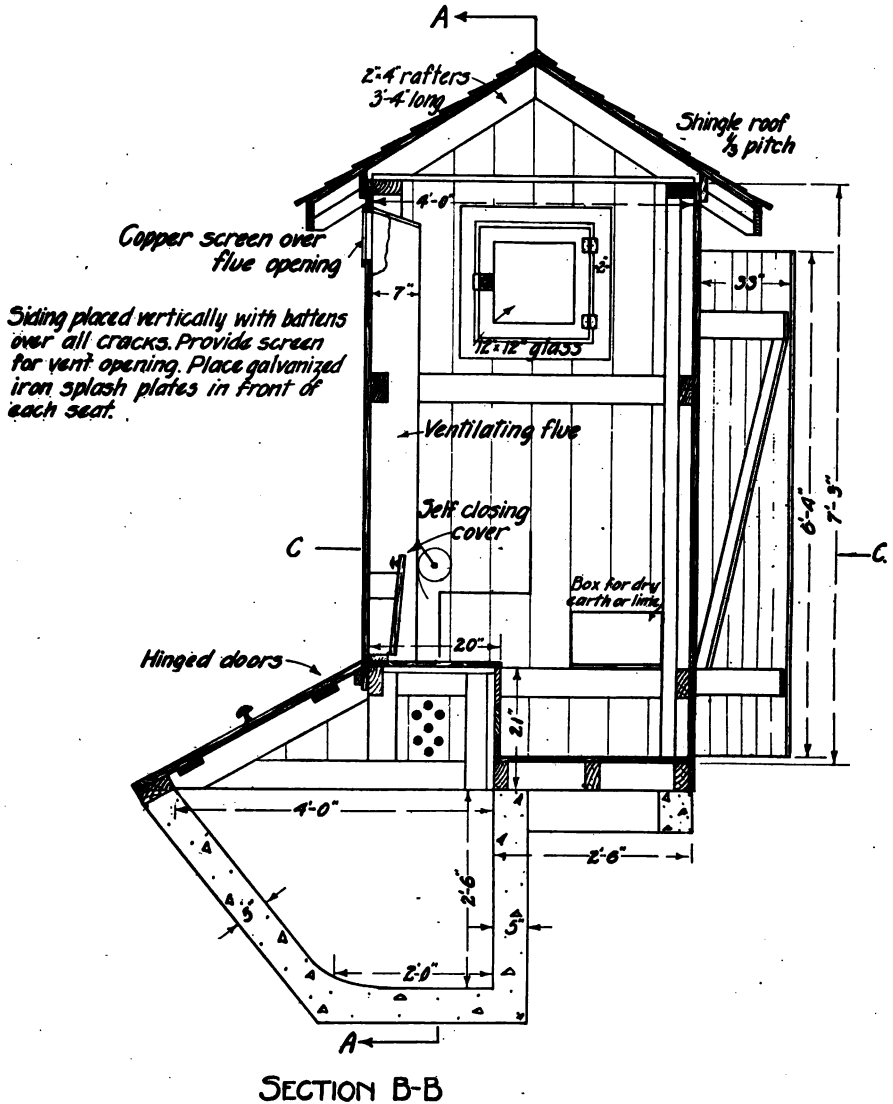 A
2"×4" rafters
3'-4" long
Shingle roof
⅓ pitch
4'-0"
Copper screen over
flue opening
7"
12"
33"
Siding placed vertically with battens
over all cracks. Provide screen
for vent opening. Place galvanized
iron splash plates in front of
each seat.
12"×12" glass
Ventilating flue
6'-4"
7'-3"
Self closing
cover
C
C.
Box for dry
earth or lime
20"
Hinged doors
21"
4'-0"
2'-6"
2'-6"
5"
5"
2'-0"
A
SECTION B-B